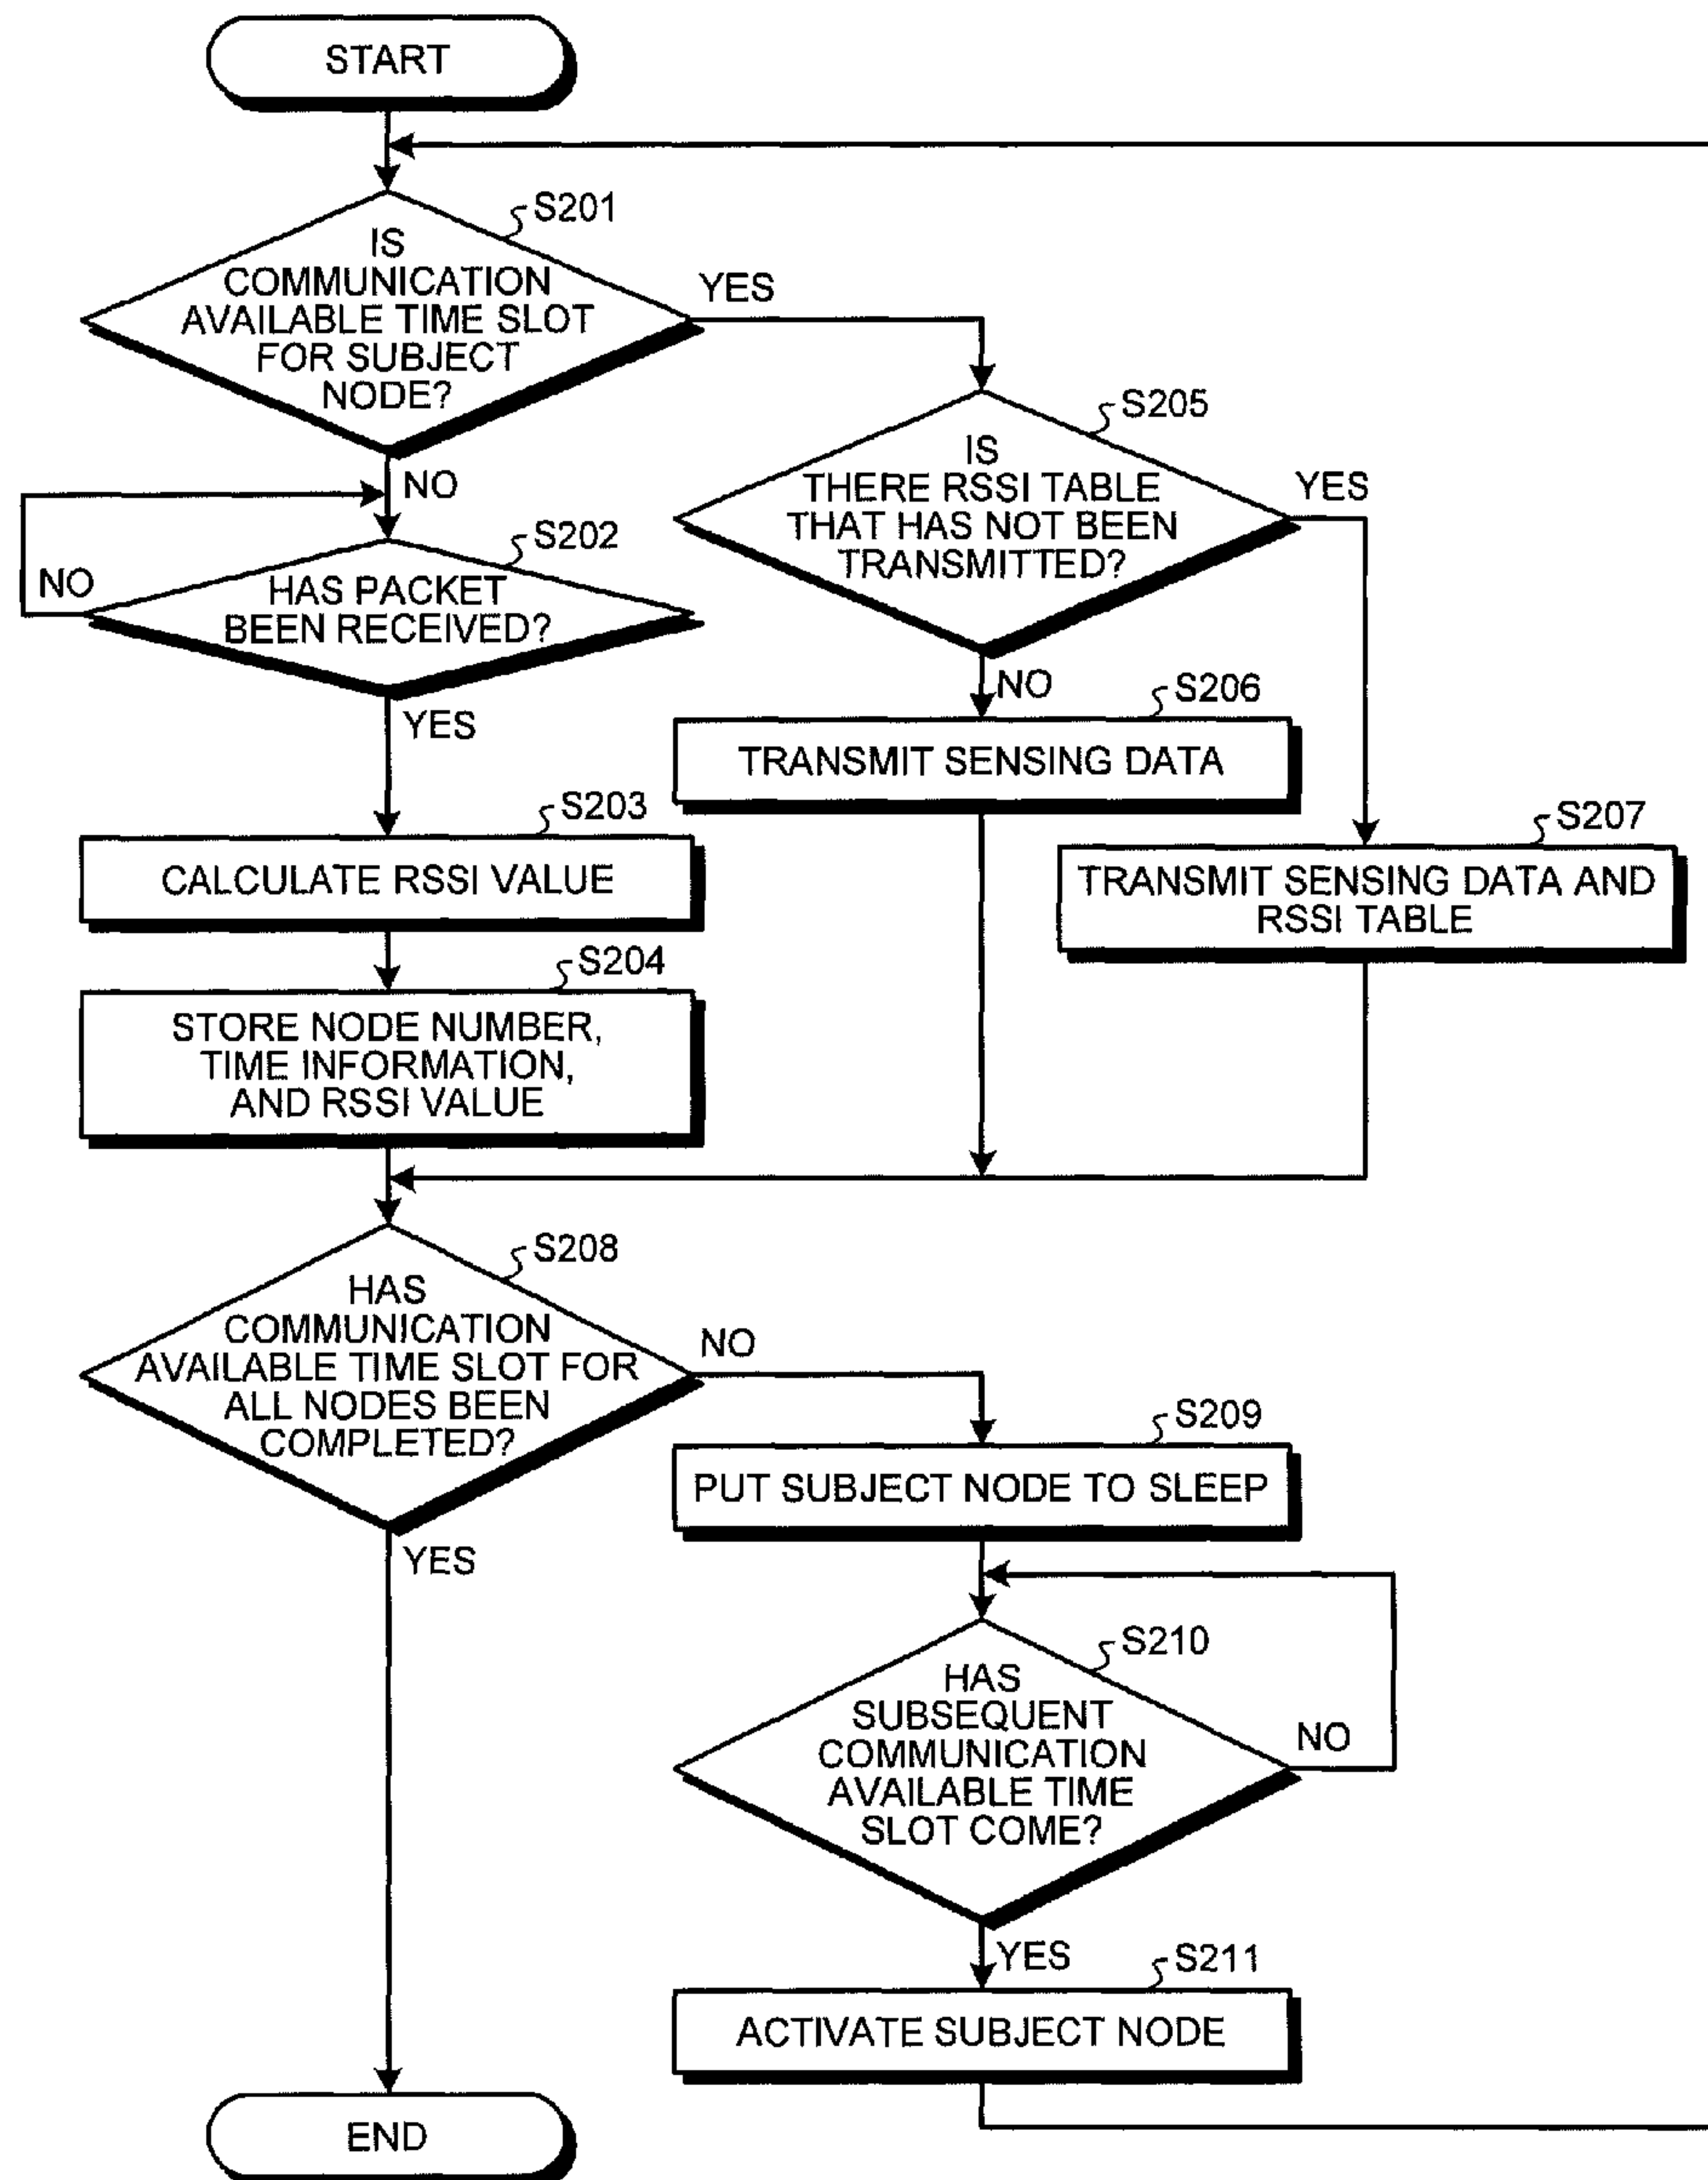 START
S201
IS
COMMUNICATION
AVAILABLE TIME SLOT
FOR SUBJECT
NODE?
YES
NO
S202
HAS PACKET
BEEN RECEIVED?
NO
YES
S203
CALCULATE RSSI VALUE
S204
STORE NODE NUMBER,
TIME INFORMATION,
AND RSSI VALUE
S205
IS
THERE RSSI TABLE
THAT HAS NOT BEEN
TRANSMITTED?
YES
NO
S206
TRANSMIT SENSING DATA
S207
TRANSMIT SENSING DATA AND
RSSI TABLE
S208
HAS
COMMUNICATION
AVAILABLE TIME SLOT FOR
ALL NODES BEEN
COMPLETED?
NO
YES
S209
PUT SUBJECT NODE TO SLEEP
S210
HAS
SUBSEQUENT
COMMUNICATION
AVAILABLE TIME
SLOT COME?
NO
YES
S211
ACTIVATE SUBJECT NODE
END